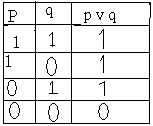 P q p v q
1 1 1
1 0 1
0 1 1
0 0 0